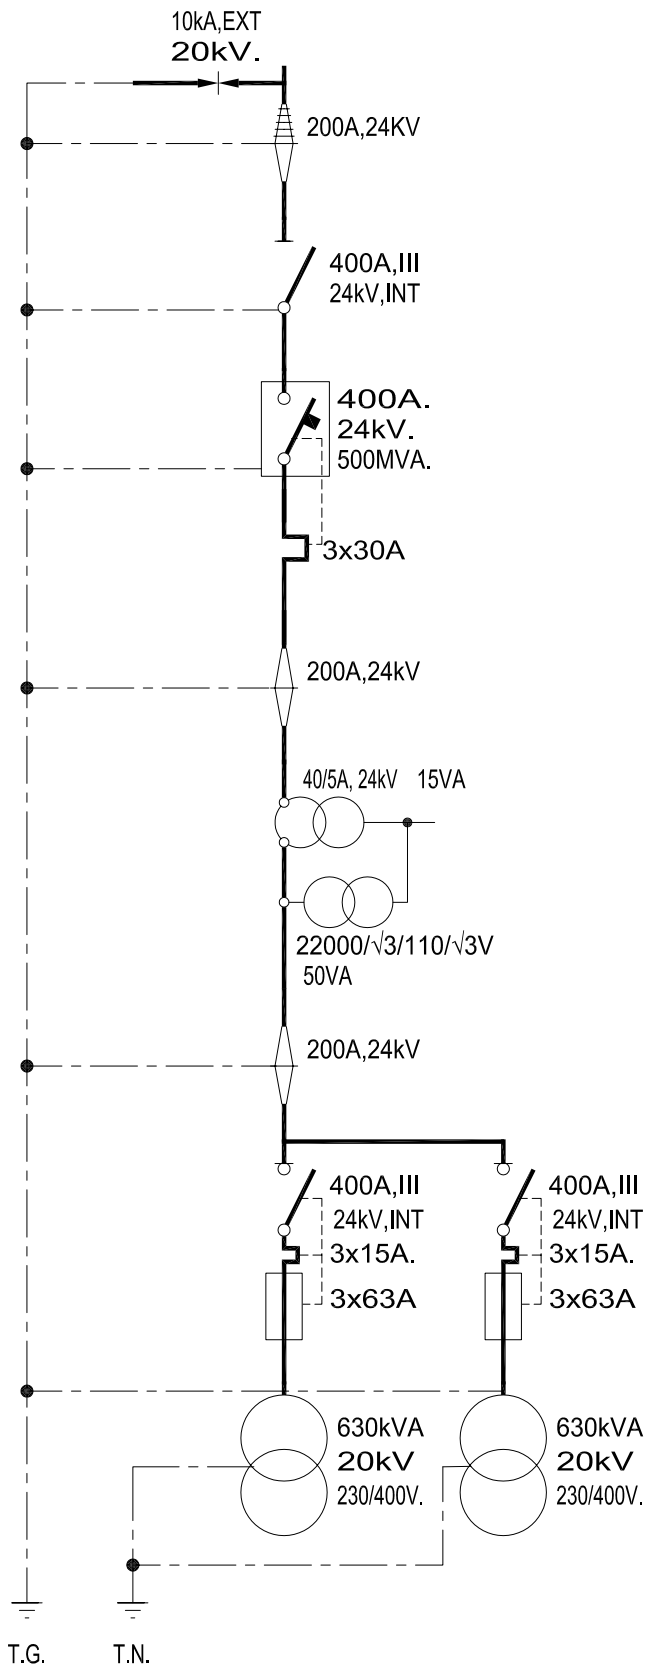 10kA,EXT
20kV.
200A,24KV
400A,III
24kV,INT
400A.
24kV.
500MVA.
3x30A
200A,24kV
40/5A, 24kV 15VA
22000/√3/110/√3V
50VA
200A,24kV
400A,III 400A,III
24kV,INT 24kV,INT
3x15A. 3x15A.
3x63A 3x63A
630kVA 630kVA
20kV 20kV
230/400V. 230/400V.
T.G. T.N.